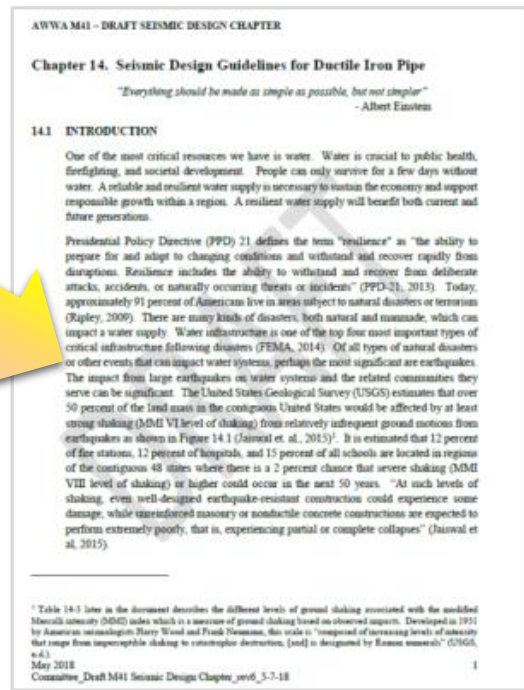 AWWA M41 – DRAFT SEISMIC DESIGN CHAPTER
Chapter 14. Seismic Design Guidelines for Ductile Iron Pipe
"Everything should be made as simple as possible, but not simpler"
- Albert Einstein
14.1 INTRODUCTION
One of the most critical resources we have is water. Water is crucial to public health,
firefighting, and societal development. People can only survive for a few days without
water. A reliable and resilient water supply is necessary to sustain the economy and support
responsible growth within a region. A resilient water supply will benefit both current and
future generations.
Presidential Policy Directive (PPD) 21 defines the term "resilience" as "the ability to
prepare for and adapt to changing conditions and withstand and recover rapidly from
disruptions. Resilience includes the ability to withstand and recover from deliberate
attacks, accidents, or naturally occurring threats or incidents" (PPD-21, 2013). Today,
approximately 91 percent of Americans live in areas subject to natural disasters or terrorism
(Ripley, 2009). There are many kinds of disasters, both natural and manmade, which can
impact a water supply. Water infrastructure is one of the top four most important types of
critical infrastructure following disasters (FEMA, 2014). Of all types of natural disasters
or other events that can impact water systems, perhaps the most significant are earthquakes.
The impact from large earthquakes on water systems and the related communities they
serve can be significant. The United States Geological Survey (USGS) estimates that over
50 percent of the land mass in the contiguous United States would be affected by at least
strong shaking (MMI VI level of shaking) from relatively infrequent ground motions from
earthquakes as shown in Figure 14.1 (Jaiswal et. al., 2015)¹. It is estimated that 12 percent
of fire stations, 12 percent of hospitals, and 15 percent of all schools are located in regions
of the contiguous 48 states where there is a 2 percent chance that severe shaking (MMI
VIII level of shaking) or higher could occur in the next 50 years. "At such levels of
shaking, even well-designed earthquake-resistant construction could experience some
damage, while unreinforced masonry or nonductile concrete constructions are expected to
perform extremely poorly, that is, experiencing partial or complete collapses" (Jaiswal et
al, 2015).
¹ Table 14-3 later in the document describes the different levels of ground shaking associated with the modified
Mercalli intensity (MMI) index which is a measure of ground shaking based on observed impacts. Developed in 1931
by American seismologists Harry Wood and Frank Neumann, this scale is "composed of increasing levels of intensity
that range from imperceptible shaking to catastrophic destruction, [and] is designated by Roman numerals" (USGS,
n.d.).
May 2018
1
Committee_Draft M41 Seismic Design Chapter_rev6_5-7-18
DRAFT